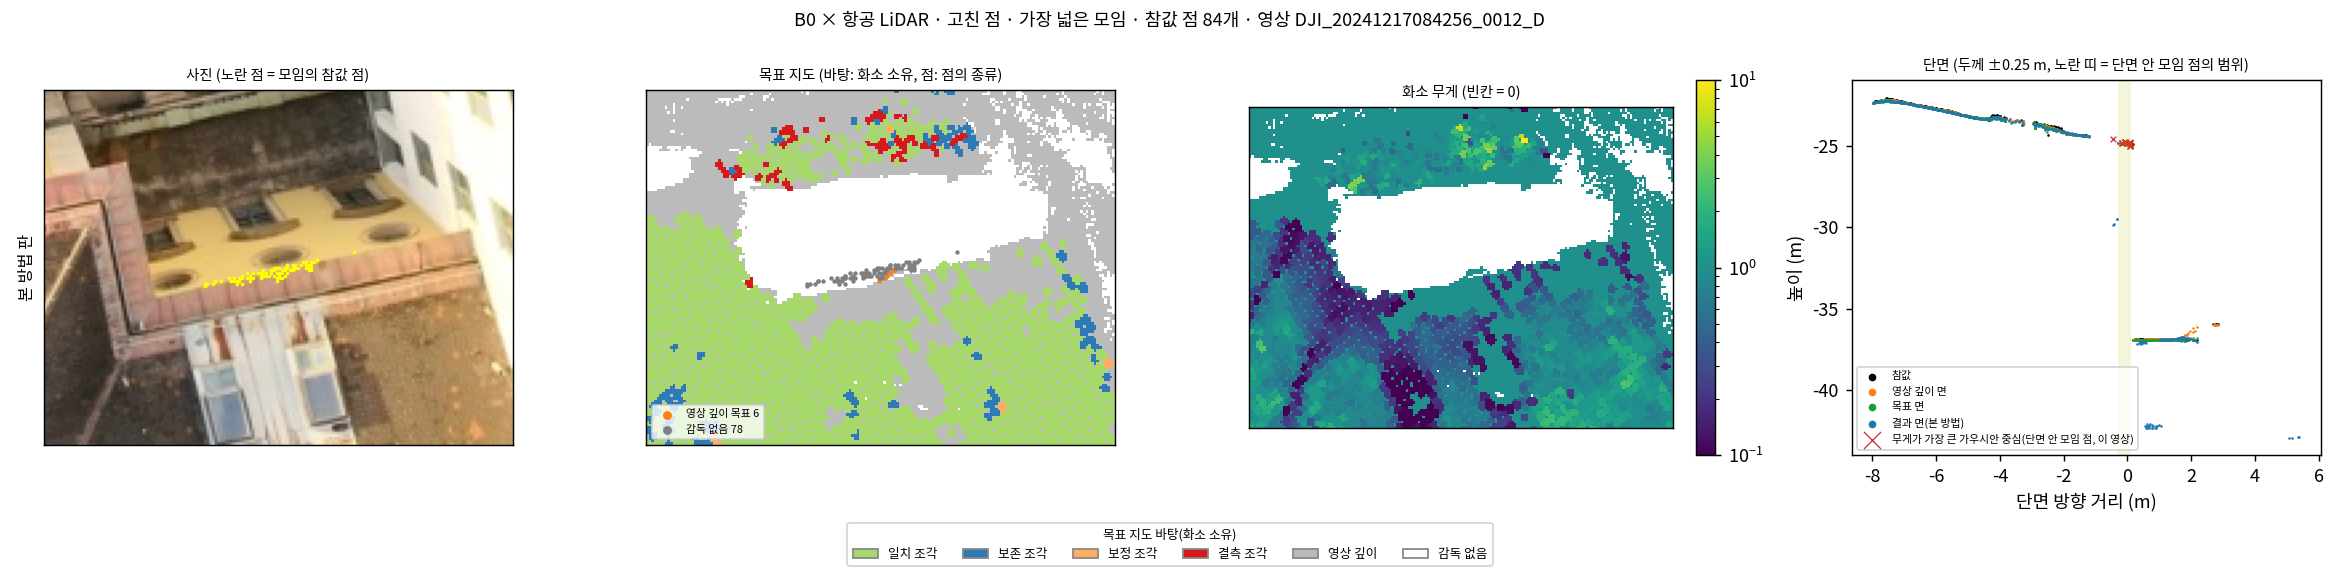 B0 × 항공 LiDAR · 고친 점 · 가장 넓은 모임 · 참값 점 84개 · 영상 DJI_20241217084256_0012_D
사진 (노란 점 = 모임의 참값 점)
본 방법 판
목표 지도 (바탕: 화소 소유, 점: 점의 종류)
영상 깊이 목표 6
감독 없음 78
화소 무게 (빈칸 = 0)
10¹
10⁰
10⁻¹
단면 (두께 ±0.25 m, 노란 띠 = 단면 안 모임 점의 범위)
높이 (m)
-25
-30
-35
-40
참값
영상 깊이 면
목표 면
결과 면(본 방법)
무게가 가장 큰 가우시안 중심(단면 안 모임 점, 이 영상)
-8 -6 -4 -2 0 2 4 6
단면 방향 거리 (m)
목표 지도 바탕(화소 소유)
일치 조각 보존 조각 보정 조각 결측 조각 영상 깊이 감독 없음